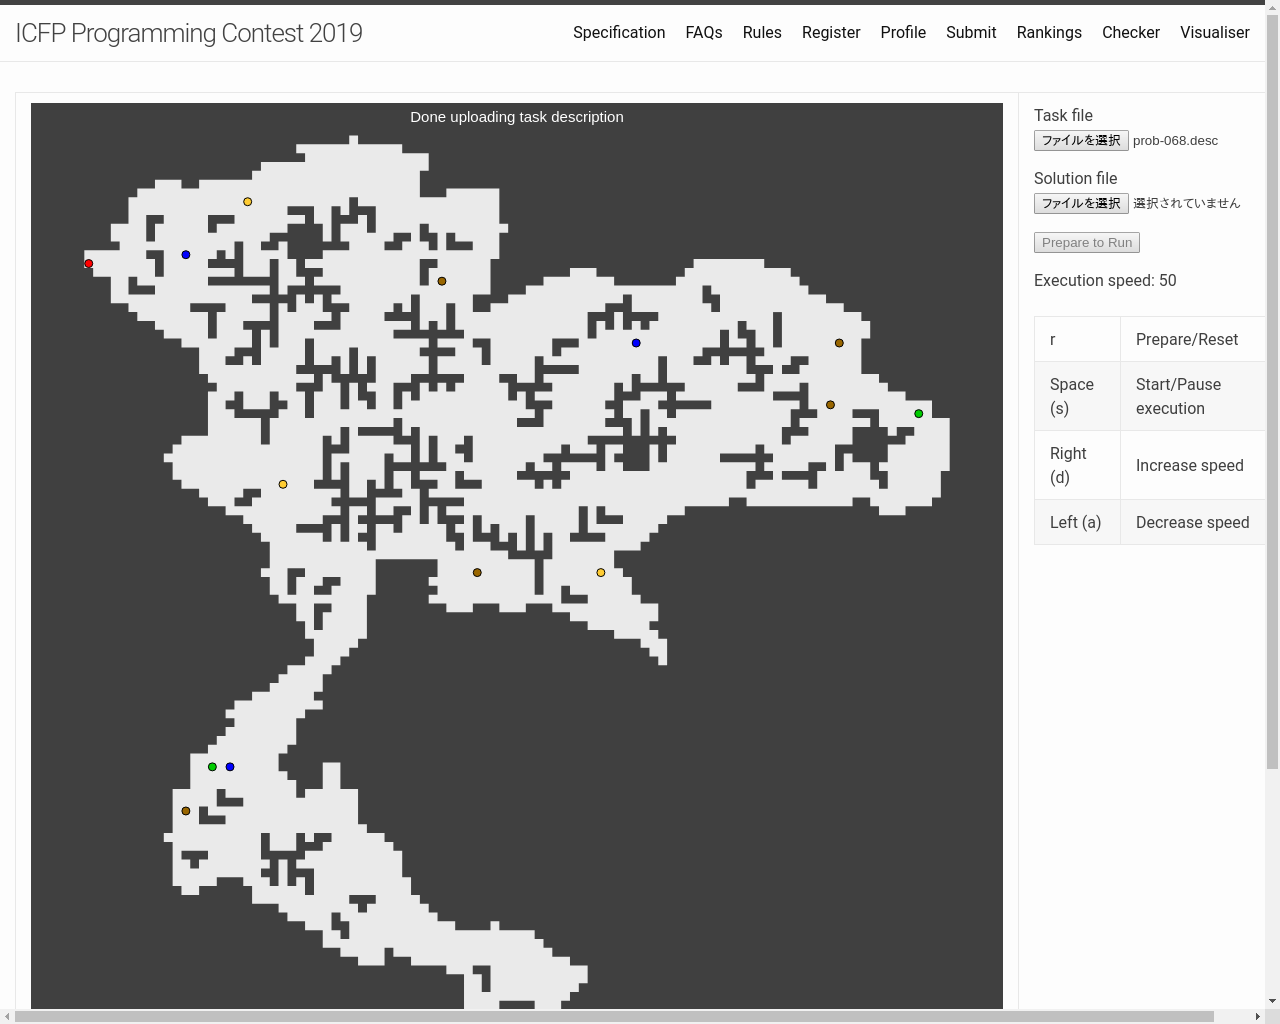 ICFP Programming Contest 2019
Specification FAQs Rules Register Profile Submit Rankings Checker Visualiser
Done uploading task description
Task file
ファイルを選択 prob-068.desc
Solution file
ファイルを選択 選択されていません
Prepare to Run
Execution speed: 50
r Prepare/Reset
Space (s) Start/Pause execution
Right (d) Increase speed
Left (a) Decrease speed